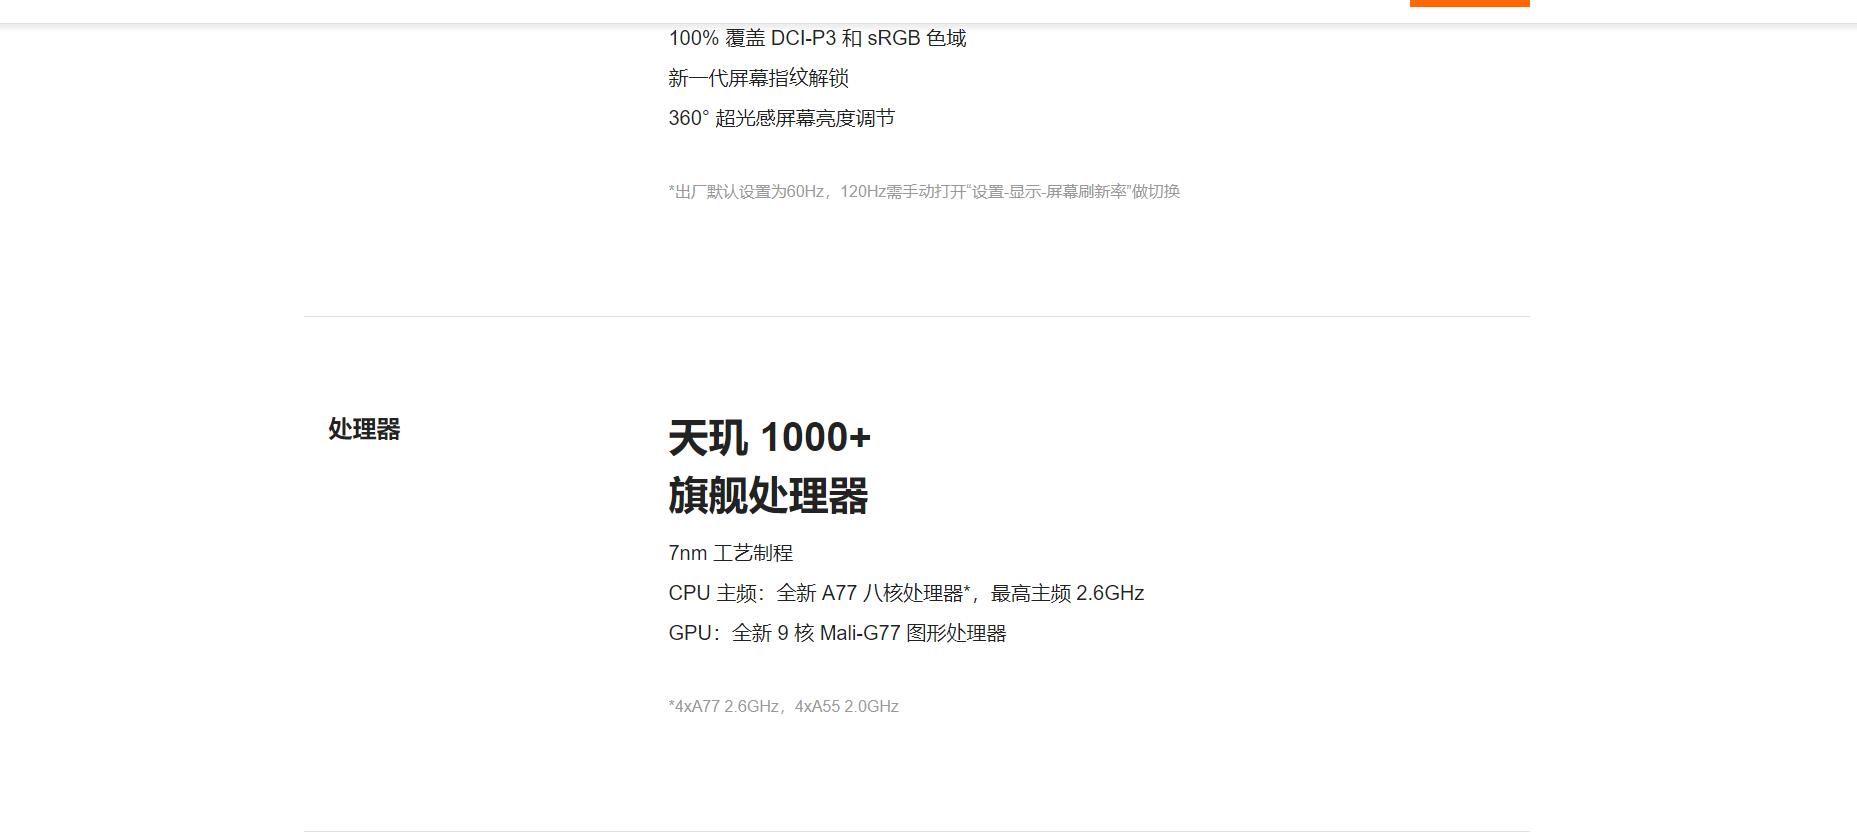 100% 覆盖 DCI-P3 和 sRGB 色域
新一代屏幕指纹解锁
360° 超光感屏幕亮度调节
*出厂默认设置为60Hz，120Hz需手动打开“设置-显示-屏幕刷新率”做切换
处理器
天玑 1000+
旗舰处理器
7nm 工艺制程
CPU 主频：全新 A77 八核处理器*，最高主频 2.6GHz
GPU：全新 9 核 Mali-G77 图形处理器
*4xA77 2.6GHz，4xA55 2.0GHz